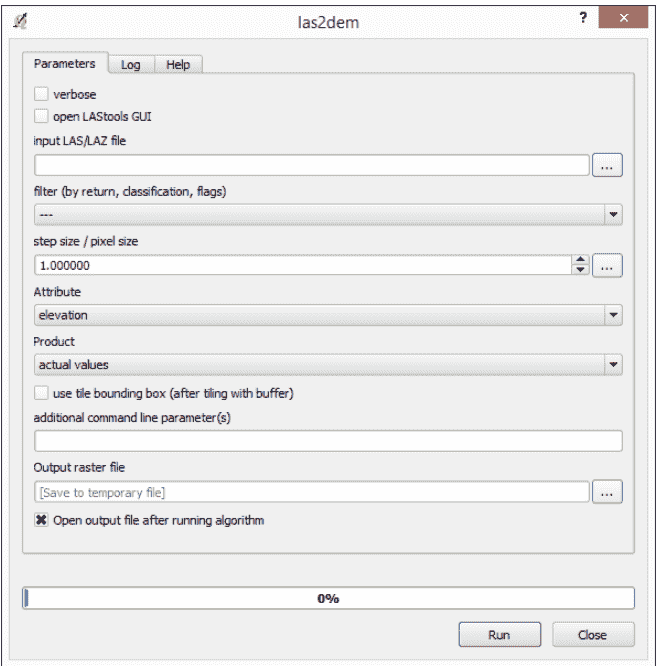 las2dem
?
Parameters Log Help
verbose
open LAStools GUI
input LAS/LAZ file
...
filter (by return, classification, flags)
---
step size / pixel size
1.000000
...
Attribute
elevation
Product
actual values
use tile bounding box (after tiling with buffer)
additional command line parameter(s)
Output raster file
[Save to temporary file]
...
Open output file after running algorithm
0%
Run Close